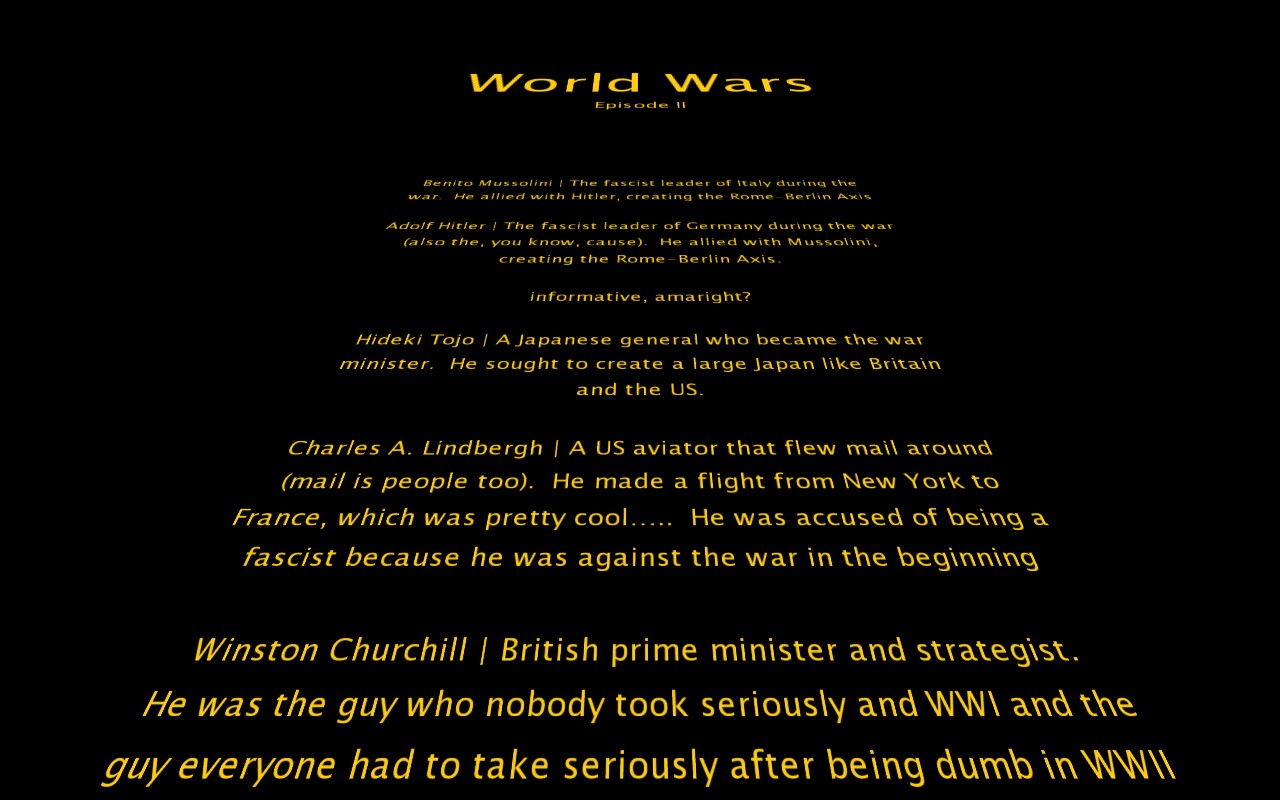 World Wars
Episode II
Benito Mussolini | The fascist leader of Italy during the
war.  He allied with Hitler, creating the Rome-Berlin Axis
Adolf Hitler | The fascist leader of Germany during the war
(also the, you know, cause).  He allied with Mussolini,
creating the Rome-Berlin Axis.
informative, amaright?
Hideki Tojo | A Japanese general who became the war
minister.  He sought to create a large Japan like Britain
and the US.
Charles A. Lindbergh | A US aviator that flew mail around
(mail is people too).  He made a flight from New York to
France, which was pretty cool.....  He was accused of being a
fascist because he was against the war in the beginning
Winston Churchill | British prime minister and strategist.
He was the guy who nobody took seriously and WWI and the
guy everyone had to take seriously after being dumb in WWII